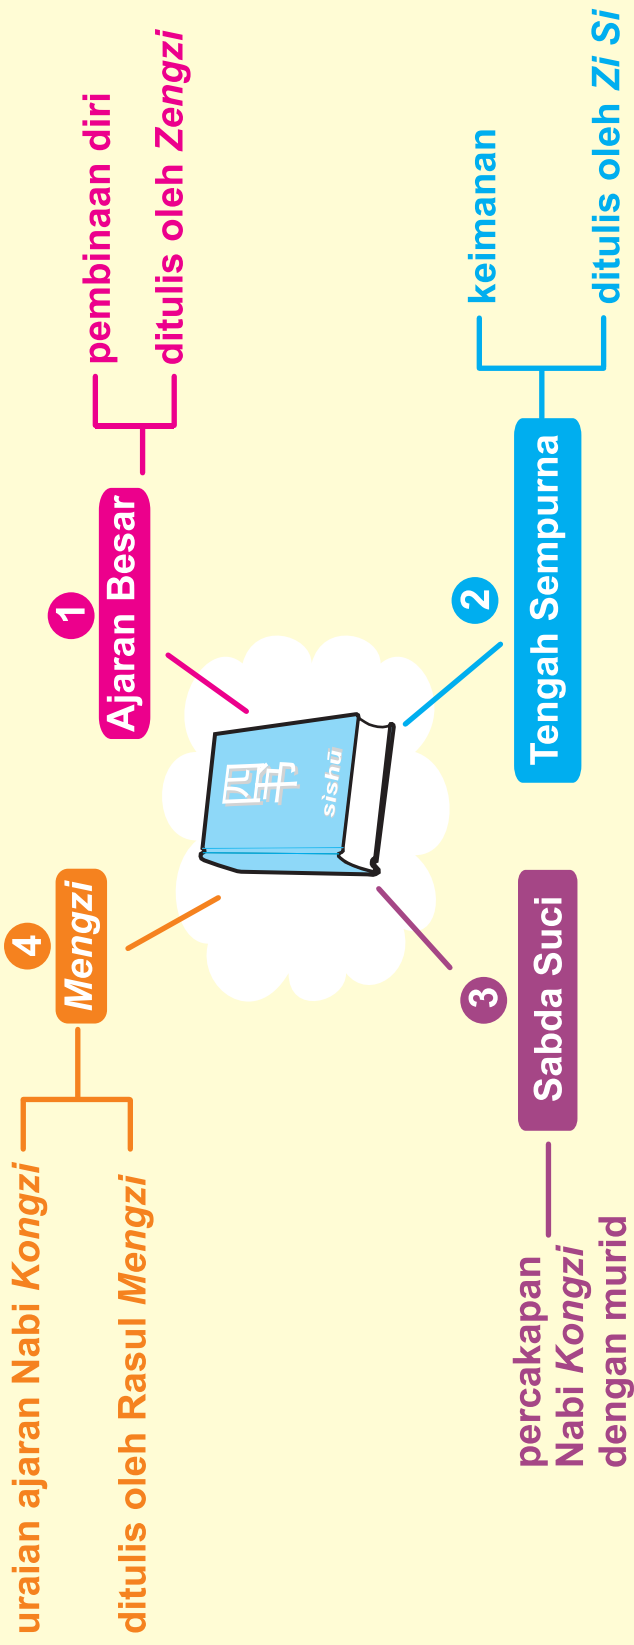 1
Ajaran Besar
pembinaan diri
ditulis oleh Zengzi
2
Tengah Sempurna
keimanan
ditulis oleh Zi Si
3
Sabda Suci
percakapan
Nabi Kongzi
dengan murid
4
Mengzi
uraian ajaran Nabi Kongzi
ditulis oleh Rasul Mengzi
四书
sìshū